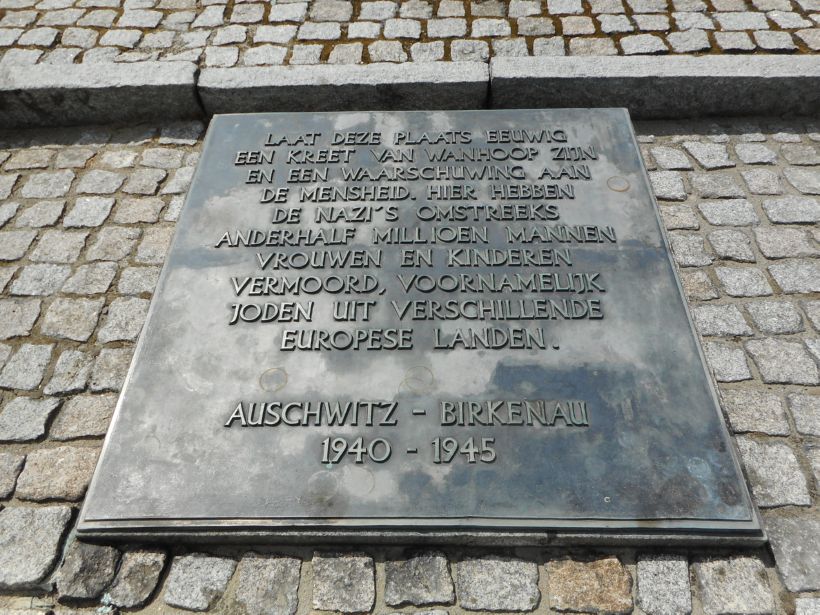 LAAT DEZE PLAATS EEUWIG
EEN KREET VAN WANHOOP ZIJN
EN EEN WAARSCHUWING AAN
DE MENSHEID. HIER HEBBEN
DE NAZI'S OMSTREEKS
ANDERHALF MILLIOEN MANNEN
VROUWEN EN KINDEREN
VERMOORD, VOORNAMELIJK
JODEN UIT VERSCHILLENDE
EUROPESE LANDEN.
AUSCHWITZ - BIRKENAU
1940 - 1945